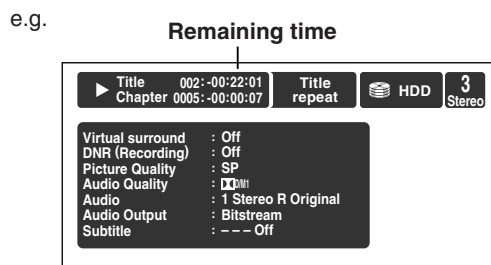 e.g.
Remaining time
Title 002:-00:22:01 Title repeat HDD 3 Stereo
Chapter 0005:-00:00:07
Virtual surround : Off
DNR (Recording) : Off
Picture Quality : SP
Audio Quality : D/M1
Audio : 1 Stereo R Original
Audio Output : Bitstream
Subtitle : – – – Off